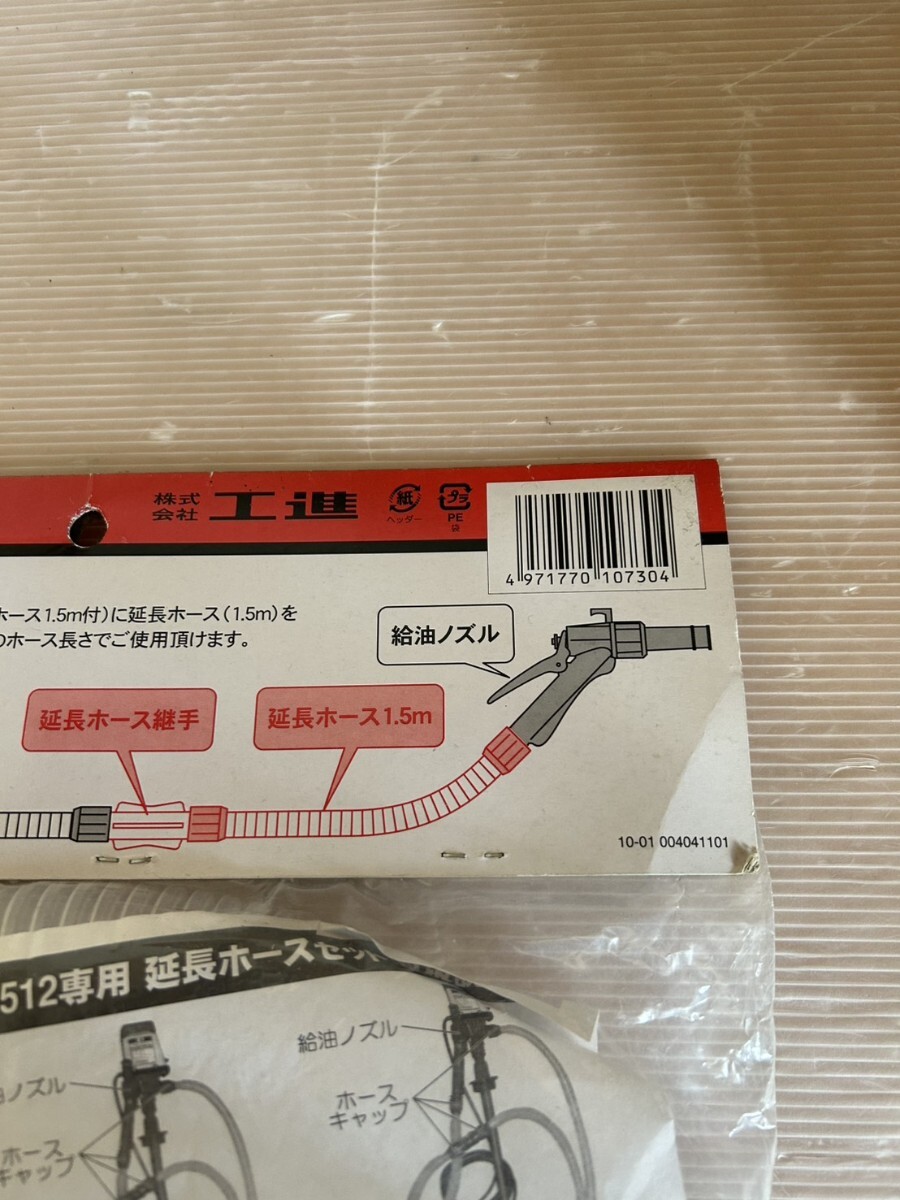 株式
会社 工進
紙
ヘッダー
プラ
PE
袋
4 971770 107304
ホース1.5m付)に延長ホース(1.5m)を
のホース長さでご使用頂けます。
給油ノズル
延長ホース継手
延長ホース1.5m
10-01 004041101
512専用 延長ホースセット
給油ノズル
ホース
キャップ
油ノズル
ホース
キャップ